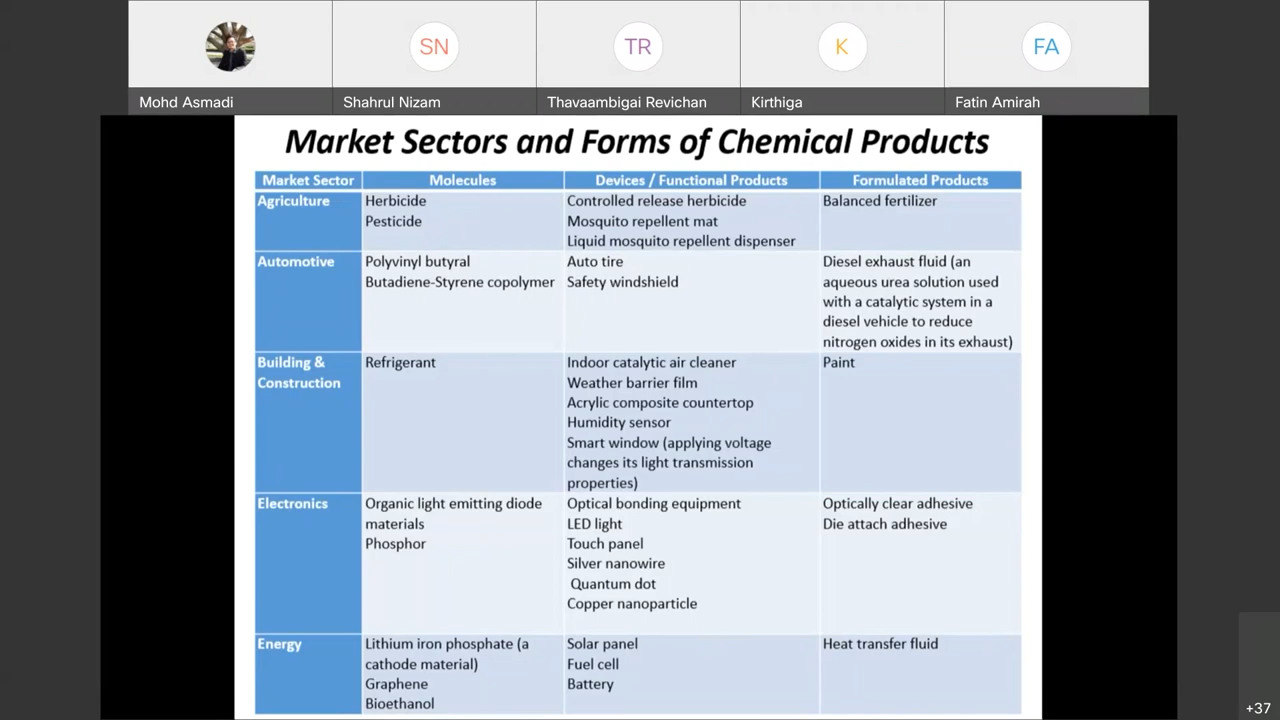 SN
TR
K
FA
Mohd Asmadi
Shahrul Nizam
Thavaambigai Revichan
Kirthiga
Fatin Amirah
Market Sectors and Forms of Chemical Products
Market Sector
Molecules
Devices / Functional Products
Formulated Products
Agriculture
Herbicide
Pesticide
Controlled release herbicide
Mosquito repellent mat
Liquid mosquito repellent dispenser
Balanced fertilizer
Automotive
Polyvinyl butyral
Butadiene-Styrene copolymer
Auto tire
Safety windshield
Diesel exhaust fluid (an
aqueous urea solution used
with a catalytic system in a
diesel vehicle to reduce
nitrogen oxides in its exhaust)
Building &
Construction
Refrigerant
Indoor catalytic air cleaner
Weather barrier film
Acrylic composite countertop
Humidity sensor
Smart window (applying voltage
changes its light transmission
properties)
Paint
Electronics
Organic light emitting diode
materials
Phosphor
Optical bonding equipment
LED light
Touch panel
Silver nanowire
Quantum dot
Copper nanoparticle
Optically clear adhesive
Die attach adhesive
Energy
Lithium iron phosphate (a
cathode material)
Graphene
Bioethanol
Solar panel
Fuel cell
Battery
Heat transfer fluid
+37